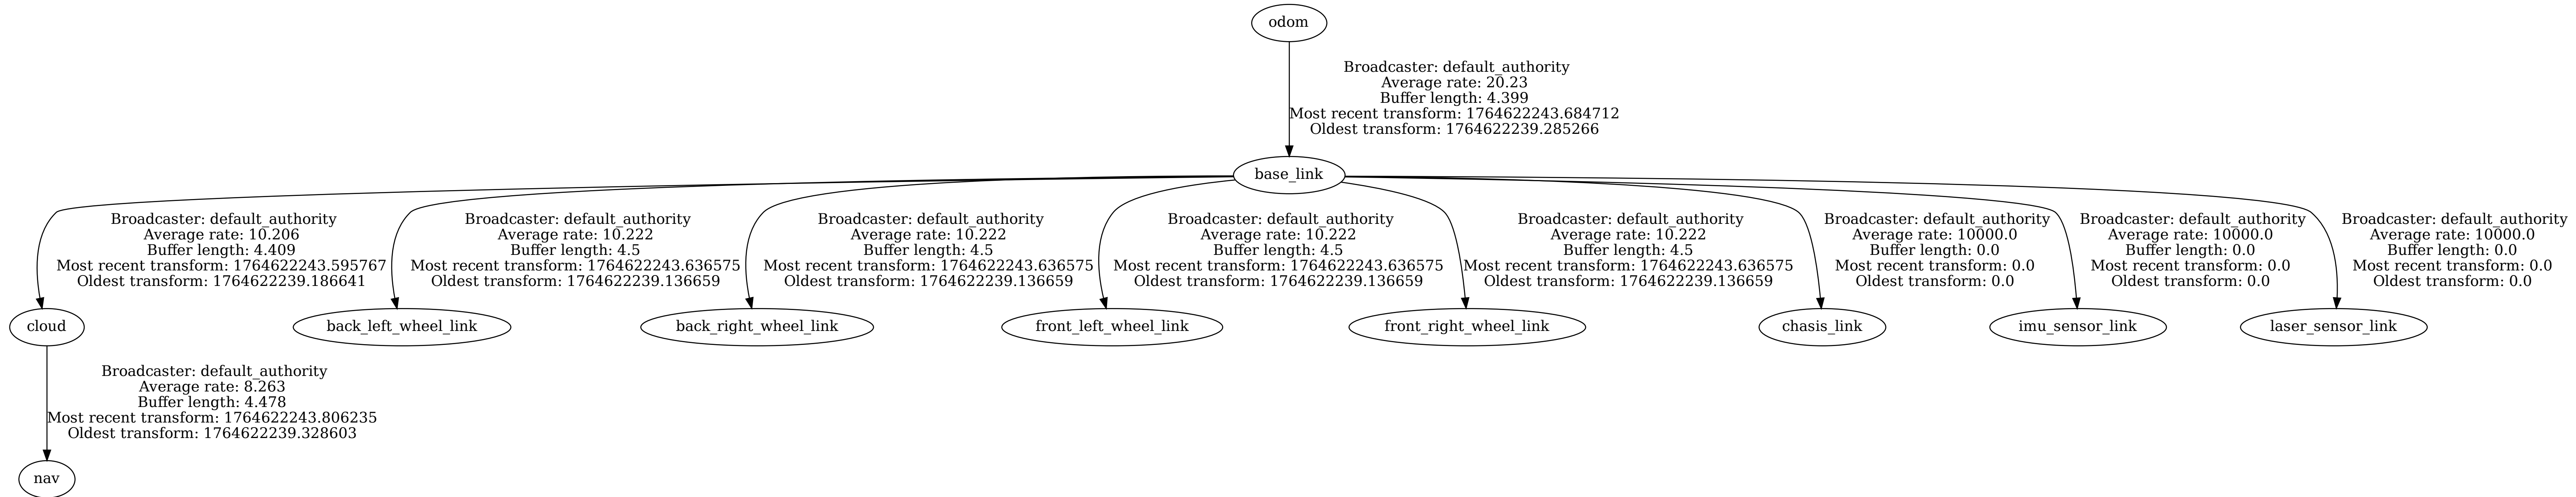 odom
Broadcaster: default_authority
Average rate: 20.23
Buffer length: 4.399
Most recent transform: 1764622243.684712
Oldest transform: 1764622239.285266
base_link
Broadcaster: default_authority
Average rate: 10.206
Buffer length: 4.409
Most recent transform: 1764622243.595767
Oldest transform: 1764622239.186641
Broadcaster: default_authority
Average rate: 10.222
Buffer length: 4.5
Most recent transform: 1764622243.636575
Oldest transform: 1764622239.136659
Broadcaster: default_authority
Average rate: 10.222
Buffer length: 4.5
Most recent transform: 1764622243.636575
Oldest transform: 1764622239.136659
Broadcaster: default_authority
Average rate: 10.222
Buffer length: 4.5
Most recent transform: 1764622243.636575
Oldest transform: 1764622239.136659
Broadcaster: default_authority
Average rate: 10.222
Buffer length: 4.5
Most recent transform: 1764622243.636575
Oldest transform: 1764622239.136659
Broadcaster: default_authority
Average rate: 10000.0
Buffer length: 0.0
Most recent transform: 0.0
Oldest transform: 0.0
Broadcaster: default_authority
Average rate: 10000.0
Buffer length: 0.0
Most recent transform: 0.0
Oldest transform: 0.0
Broadcaster: default_authority
Average rate: 10000.0
Buffer length: 0.0
Most recent transform: 0.0
Oldest transform: 0.0
cloud
back_left_wheel_link
back_right_wheel_link
front_left_wheel_link
front_right_wheel_link
chasis_link
imu_sensor_link
laser_sensor_link
Broadcaster: default_authority
Average rate: 8.263
Buffer length: 4.478
Most recent transform: 1764622243.806235
Oldest transform: 1764622239.328603
nav